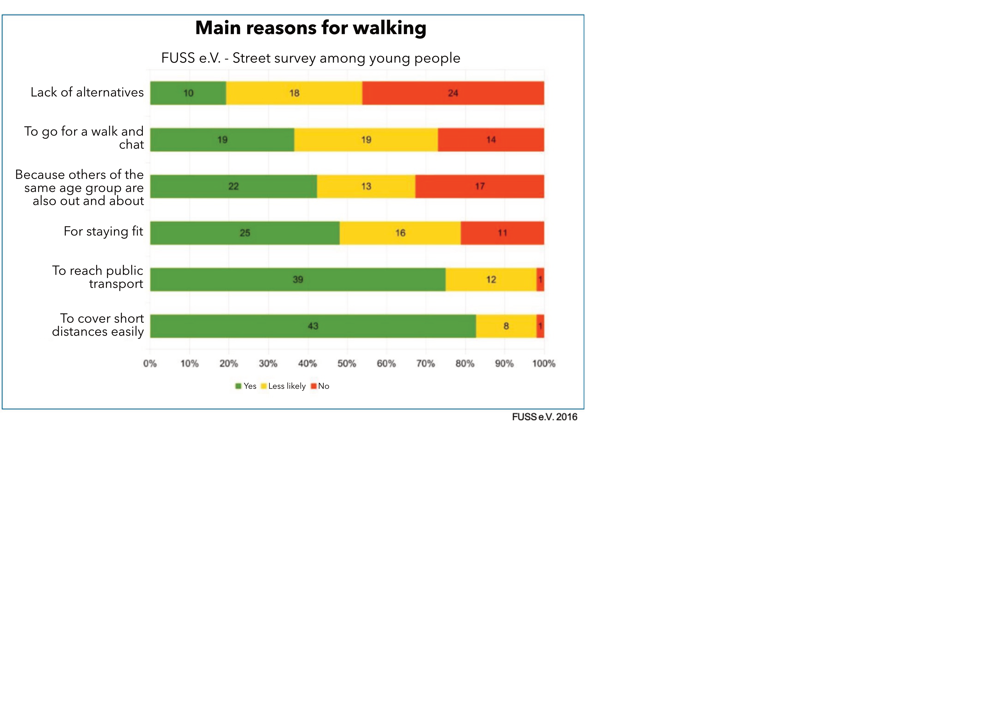 Main reasons for walking
FUSS e.V. - Street survey among young people
Lack of alternatives
10 18 24
To go for a walk and
chat
19 19 14
Because others of the
same age group are
also out and about
22 13 17
For staying fit
25 16 11
To reach public
transport
39 12 1
To cover short
distances easily
43 8 1
0% 10% 20% 30% 40% 50% 60% 70% 80% 90% 100%
Yes Less likely No
FUSS e.V. 2016